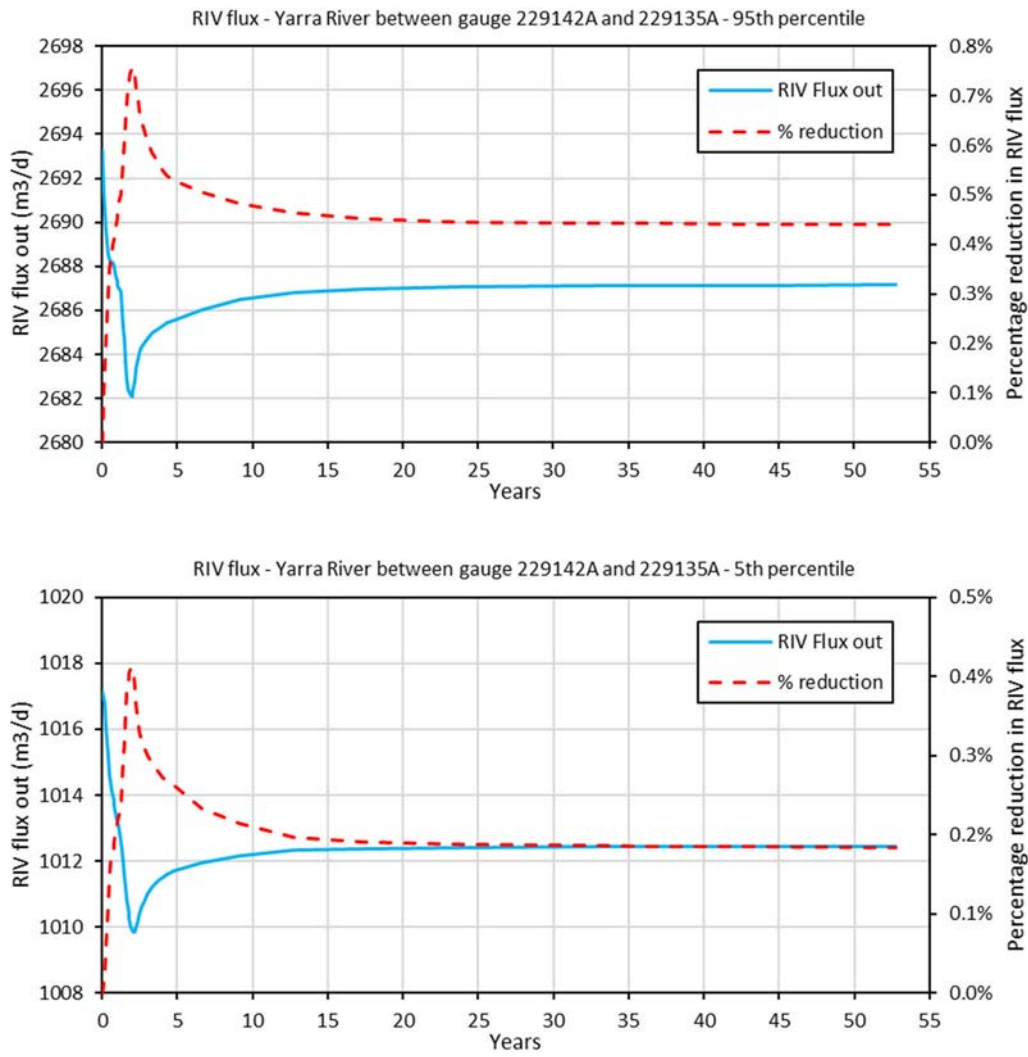 RIV flux - Yarra River between gauge 229142A and 229135A - 95th percentile
2698
2696
2694
2692
2690
2688
2686
2684
2682
2680
RIV flux out (m3/d)
RIV Flux out
% reduction
0.8%
0.7%
0.6%
0.5%
0.4%
0.3%
0.2%
0.1%
0.0%
Percentage reduction in RIV flux
0 5 10 15 20 25 30 35 40 45 50 55
Years
RIV flux - Yarra River between gauge 229142A and 229135A - 5th percentile
1020
1018
1016
1014
1012
1010
1008
RIV flux out (m3/d)
RIV Flux out
% reduction
0.5%
0.4%
0.3%
0.2%
0.1%
0.0%
Percentage reduction in RIV flux
0 5 10 15 20 25 30 35 40 45 50 55
Years